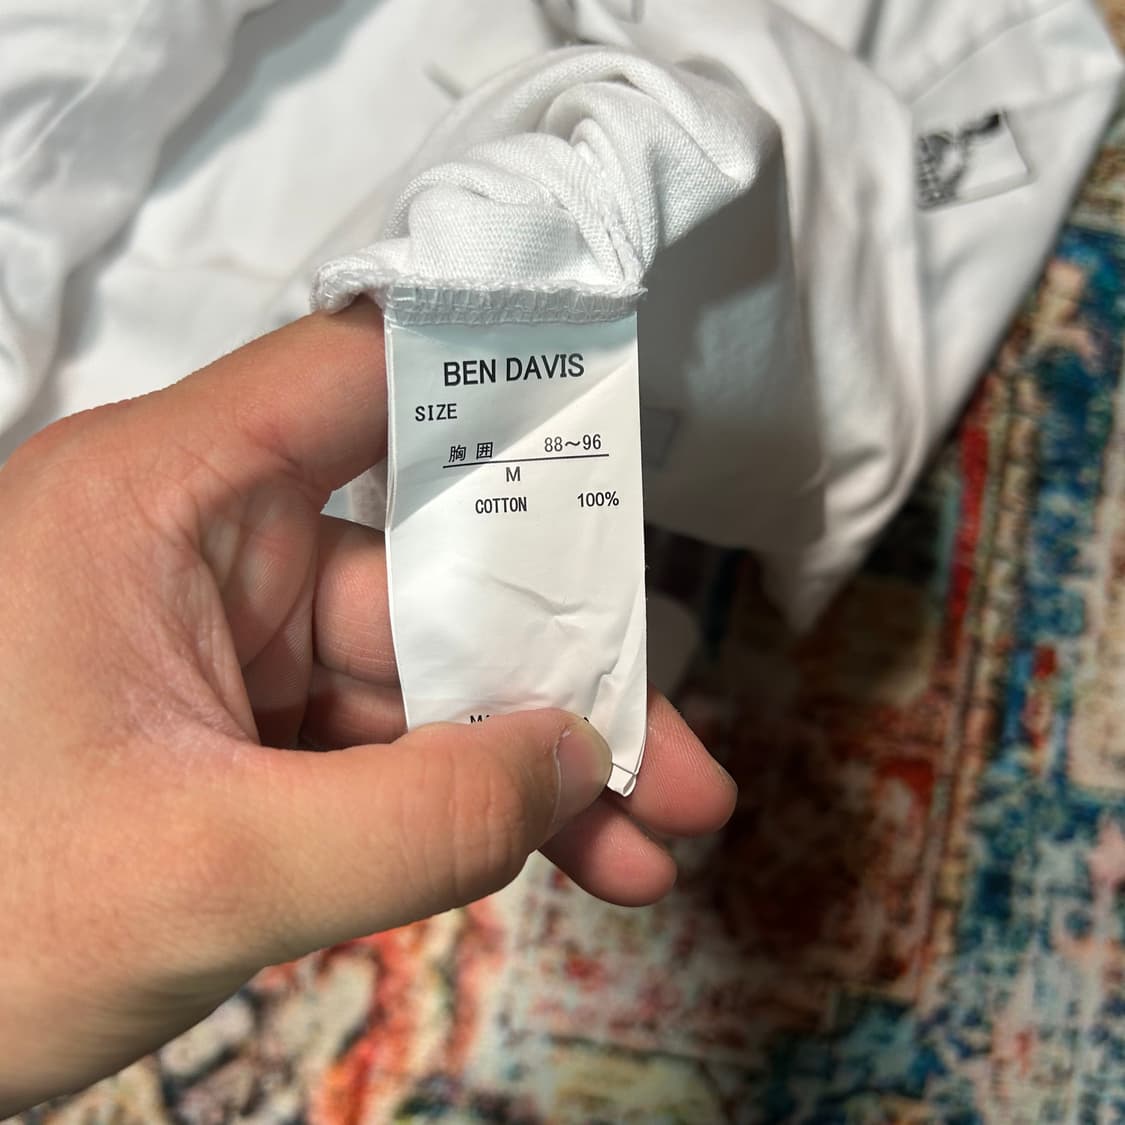 BEN DAVIS
SIZE
胸 囲 88～96
M
COTTON 100%